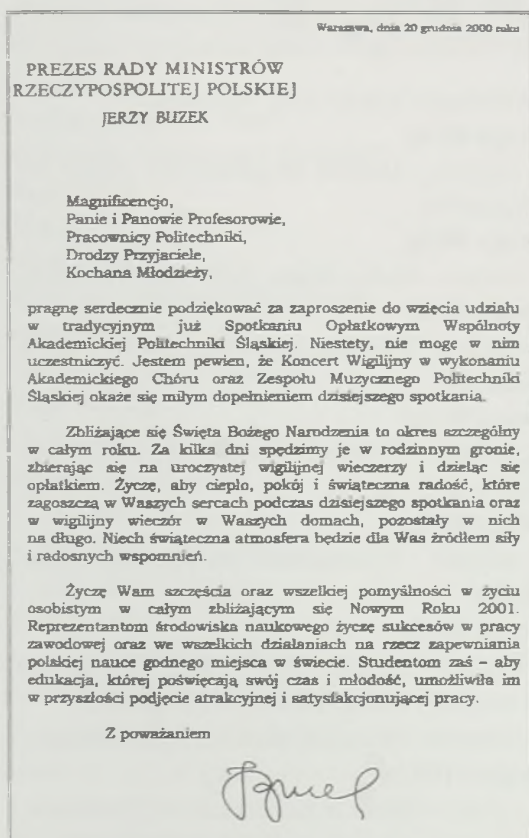 Warszawa, dnia 20 grudnia 2000 roku
PREZES RADY MINISTRÓW
RZECZYPOSPOLITEJ POLSKIEJ
JERZY BUZEK
Magnificencjo,
Panie i Panowie Profesorowie,
Pracownicy Politechniki,
Drodzy Przyjaciele,
Kochana Młodzieży,
pragnę serdecznie podziękować za zaproszenie do wzięcia udziału
w tradycyjnym już Spotkaniu Opłatkowym Wspólnoty
Akademickiej Politechniki Śląskiej. Niestety, nie mogę w nim
uczestniczyć. Jestem pewien, że Koncert Wigilijny w wykonaniu
Akademickiego Chóru oraz Zespołu Muzycznego Politechniki
Śląskiej okaże się miłym dopełnieniem dzisiejszego spotkania.
Zbliżające się Święta Bożego Narodzenia to okres szczególny
w całym roku. Za kilka dni spędzimy je w rodzinnym gronie,
zbierając się na uroczystej wigilijnej wieczerzy i dzieląc się
opłatkiem. Życzę, aby ciepło, pokój i świąteczna radość, które
zagoszczą w Waszych sercach podczas dzisiejszego spotkania oraz
w wigilijny wieczór w Waszych domach, pozostały w nich
na długo. Niech świąteczna atmosfera będzie dla Was źródłem siły
i radosnych wspomnień.
Życzę Wam szczęścia oraz wszelkiej pomyślności w życiu
osobistym w całym zbliżającym się Nowym Roku 2001.
Reprezentantom środowiska naukowego życzę sukcesów w pracy
zawodowej oraz we wszelkich działaniach na rzecz zapewniania
polskiej nauce godnego miejsca w świecie. Studentom zaś – aby
edukacja, której poświęcają swój czas i młodość, umożliwiła im
w przyszłości podjęcie atrakcyjnej i satysfakcjonującej pracy.
Z poważaniem